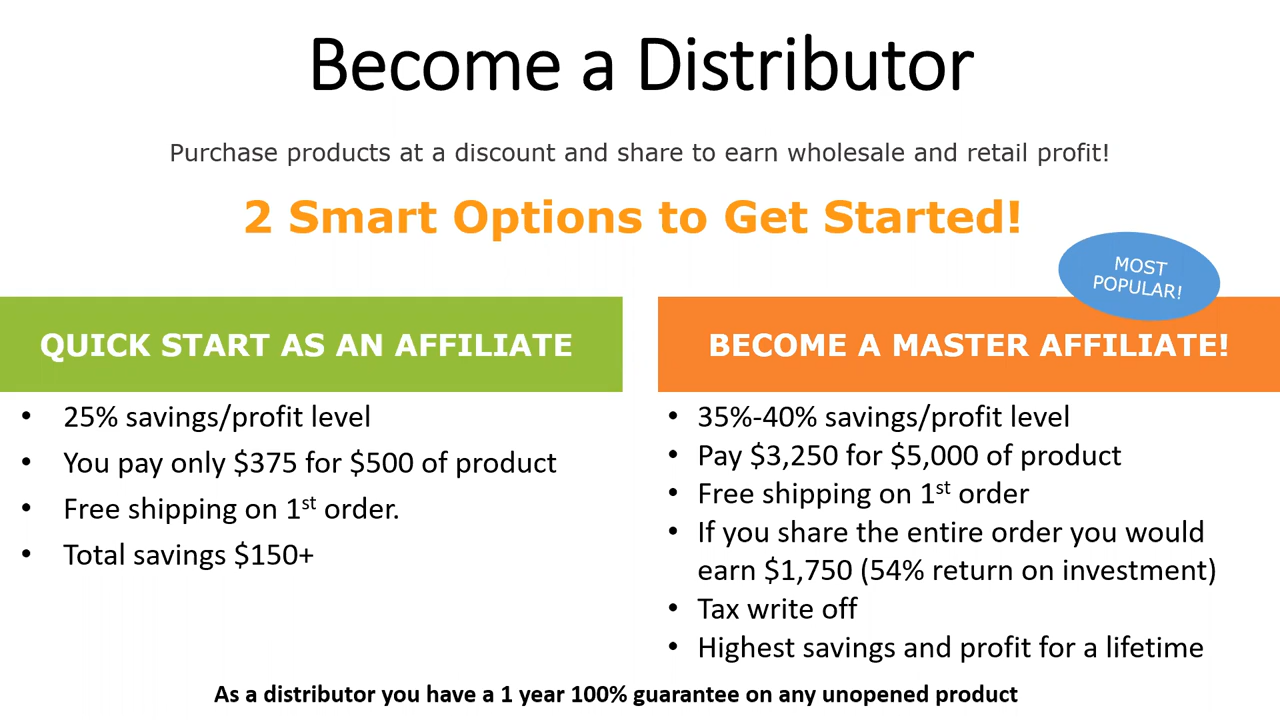 Become a Distributor
Purchase products at a discount and share to earn wholesale and retail profit!
2 Smart Options to Get Started!
MOST
POPULAR!
QUICK START AS AN AFFILIATE
• 25% savings/profit level
• You pay only $375 for $500 of product
• Free shipping on 1st order.
• Total savings $150+
BECOME A MASTER AFFILIATE!
• 35%-40% savings/profit level
• Pay $3,250 for $5,000 of product
• Free shipping on 1st order
• If you share the entire order you would
earn $1,750 (54% return on investment)
• Tax write off
• Highest savings and profit for a lifetime
As a distributor you have a 1 year 100% guarantee on any unopened product